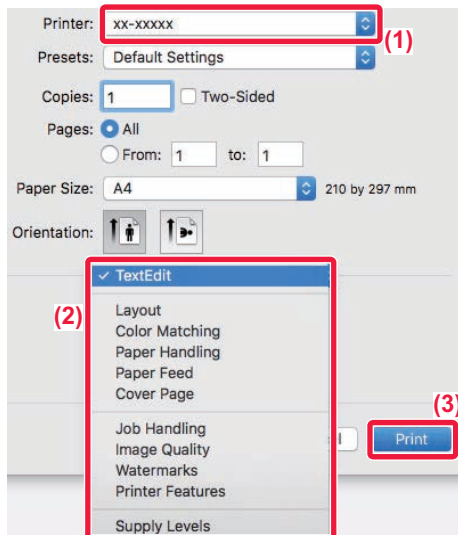 Printer: xx-xxxxx
(1)
Presets: Default Settings
Copies: 1 Two-Sided
Pages: All
From: 1 to: 1
Paper Size: A4 210 by 297 mm
Orientation:
✓ TextEdit
(2)
Layout
Color Matching
Paper Handling
Paper Feed
Cover Page
(3)
Job Handling
Image Quality
Watermarks
Printer Features
Print
Supply Levels